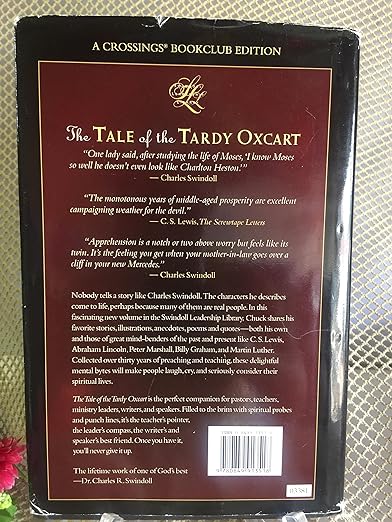 A CROSSINGS® BOOKCLUB EDITION
The TALE of the TARDY OXCART
“One lady said, after studying the life of Moses, ‘I know Moses
so well he doesn’t even look like Charlton Heston.’”
— Charles Swindoll
“The monotonous years of middle-aged prosperity are excellent
campaigning weather for the devil.”
— C. S. Lewis, The Screwtape Letters
“Apprehension is a notch or two above worry but feels like its
twin. It’s the feeling you get when your mother-in-law goes over a
cliff in your new Mercedes.”
— Charles Swindoll
Nobody tells a story like Charles Swindoll. The characters he describes
come to life, perhaps because many of them are real people. In this
fascinating new volume in the Swindoll Leadership Library, Chuck shares his
favorite stories, illustrations, anecdotes, poems and quotes—both his own
and those of great mind-benders of the past and present like C. S. Lewis,
Abraham Lincoln, Peter Marshall, Billy Graham, and Martin Luther.
Collected over thirty years of preaching and teaching, these delightful
mental bytes will make people laugh, cry, and seriously consider their
spiritual lives.
The Tale of the Tardy Oxcart is the perfect companion for pastors, teachers,
ministry leaders, writers, and speakers. Filled to the brim with spiritual probes
and punch lines, it’s the teacher’s pointer,
the leader’s compass, the writer’s and
speaker’s best friend. Once you have it,
you’ll never give it up.
The lifetime work of one of God’s best
—Dr. Charles R. Swindoll
9 780849 913518
03381